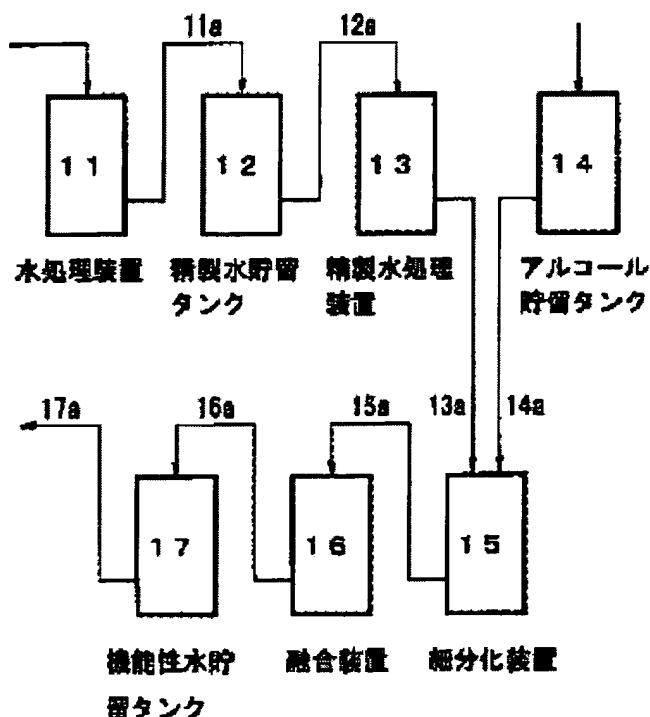 11a
12a
11
12
13
14
水処理装置
精製水貯留
タンク
精製水処理
装置
アルコール
貯留タンク
17a
16a
15a
13a
14a
17
16
15
機能性水貯
留タンク
融合装置
細分化装置